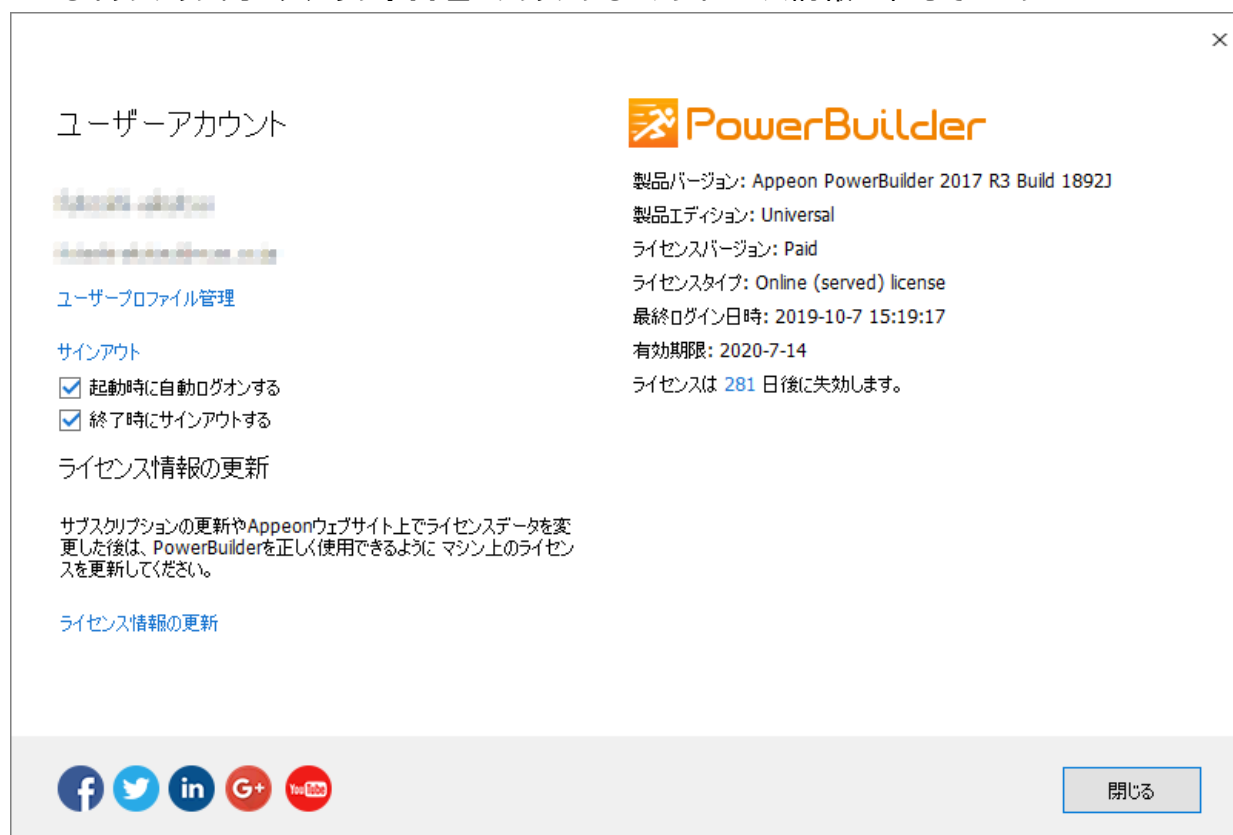 ×
ユーザーアカウント
ユーザープロファイル管理
サインアウト
起動時に自動ログオンする
終了時にサインアウトする
ライセンス情報の更新
サブスクリプションの更新やAppeonウェブサイト上でライセンスデータを変
更した後は、PowerBuilderを正しく使用できるように マシン上のライセン
スを更新してください。
ライセンス情報の更新
PowerBuilder
製品バージョン: Appeon PowerBuilder 2017 R3 Build 1892J
製品エディション: Universal
ライセンスバージョン: Paid
ライセンスタイプ: Online (served) license
最終ログイン日時: 2019-10-7 15:19:17
有効期限: 2020-7-14
ライセンスは 281 日後に失効します。
f in G+ YouTube
閉じる